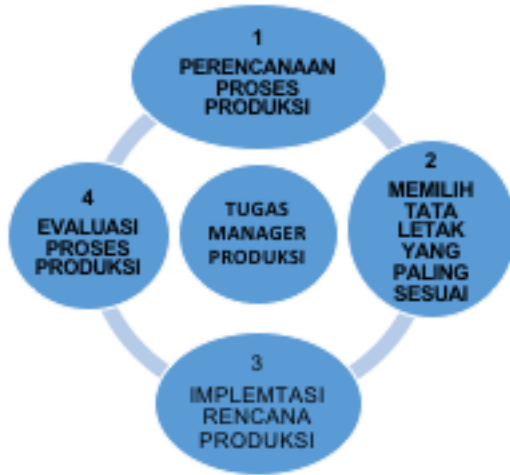 1
PERENCANAAN
PROSES
PRODUKSI
2
MEMILIH
TATA
LETAK
YANG
PALING
SESUAI
3
IMPLEMTASI
RENCANA
PRODUKSI
4
EVALUASI
PROSES
PRODUKSI
TUGAS
MANAGER
PRODUKSI